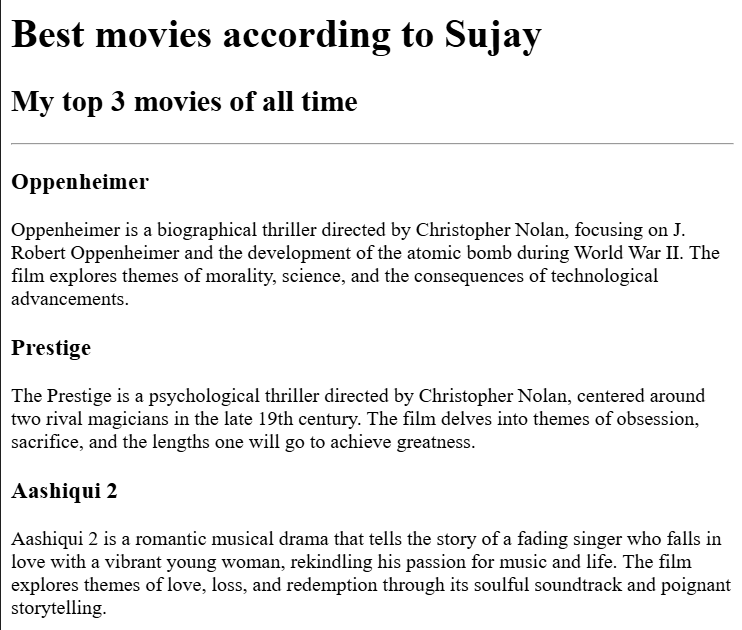 Best movies according to Sujay
My top 3 movies of all time
Oppenheimer
Oppenheimer is a biographical thriller directed by Christopher Nolan, focusing on J.
Robert Oppenheimer and the development of the atomic bomb during World War II. The
film explores themes of morality, science, and the consequences of technological
advancements.
Prestige
The Prestige is a psychological thriller directed by Christopher Nolan, centered around
two rival magicians in the late 19th century. The film delves into themes of obsession,
sacrifice, and the lengths one will go to achieve greatness.
Aashiqui 2
Aashiqui 2 is a romantic musical drama that tells the story of a fading singer who falls in
love with a vibrant young woman, rekindling his passion for music and life. The film
explores themes of love, loss, and redemption through its soulful soundtrack and poignant
storytelling.